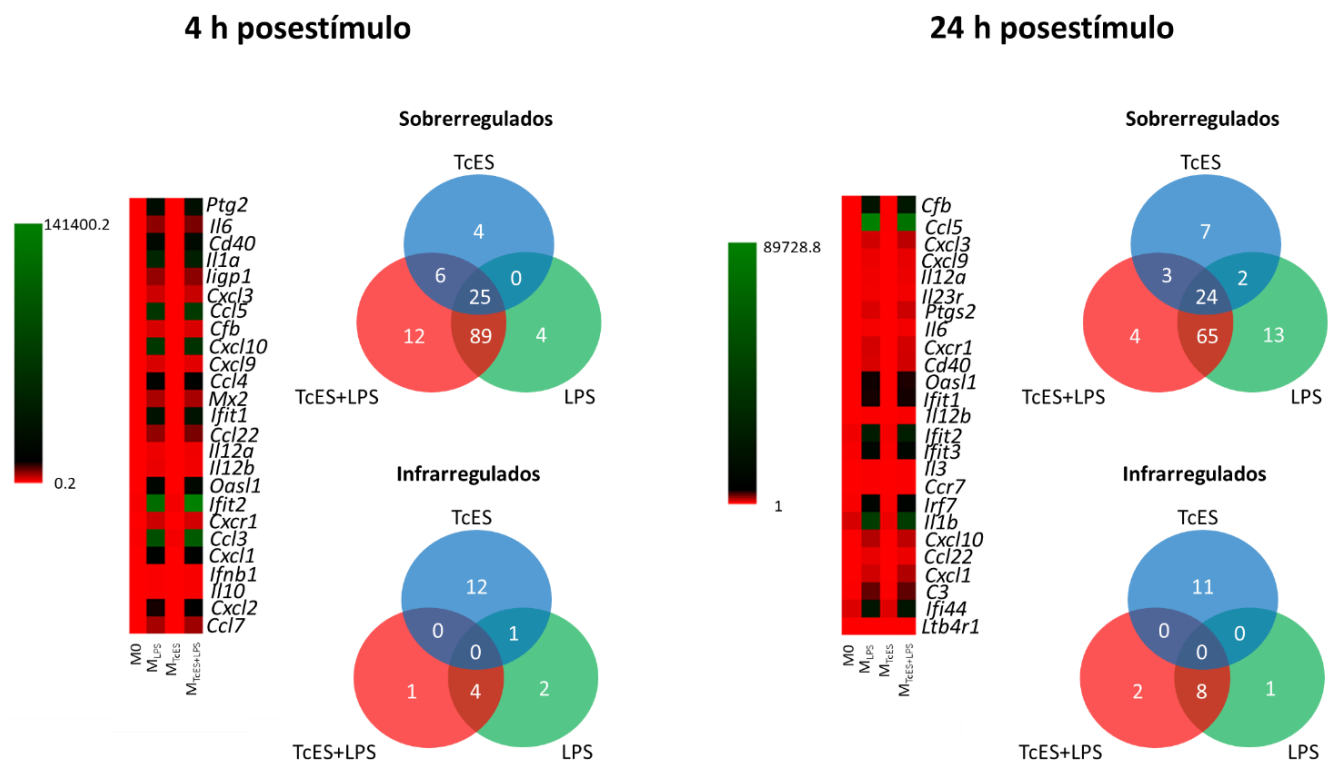 4 h posestímulo
141400.2
0.2
Ptg2
Il6
Cd40
Il1a
Iigp1
Cxcl3
Ccl5
Cfb
Cxcl10
Cxcl9
Ccl4
Mx2
Ifit1
Ccl22
Il12a
Il12b
Oasl1
Ifit2
Cxcr1
Ccl3
Cxcl1
Ifnb1
Il10
Cxcl2
Ccl7
M0
MLPS
MTcES
MTcES+LPS
Sobrerregulados
TcES
4
6
0
25
12
89
4
TcES+LPS
LPS
Infrarregulados
TcES
12
0
1
0
1
4
2
TcES+LPS
LPS
24 h posestímulo
89728.8
1
Cfb
Ccl5
Cxcl3
Cxcl9
Il12a
Il23r
Ptgs2
Il6
Cxcr1
Cd40
Oasl1
Ifit1
Il12b
Ifit2
Ifit3
Il3
Ccr7
Irf7
Il1b
Cxcl10
Ccl22
Cxcl1
C3
Ifi44
Ltb4r1
M0
MLPS
MTcES
MTcES+LPS
Sobrerregulados
TcES
7
3
2
24
4
65
13
TcES+LPS
LPS
Infrarregulados
TcES
11
0
0
0
2
8
1
TcES+LPS
LPS